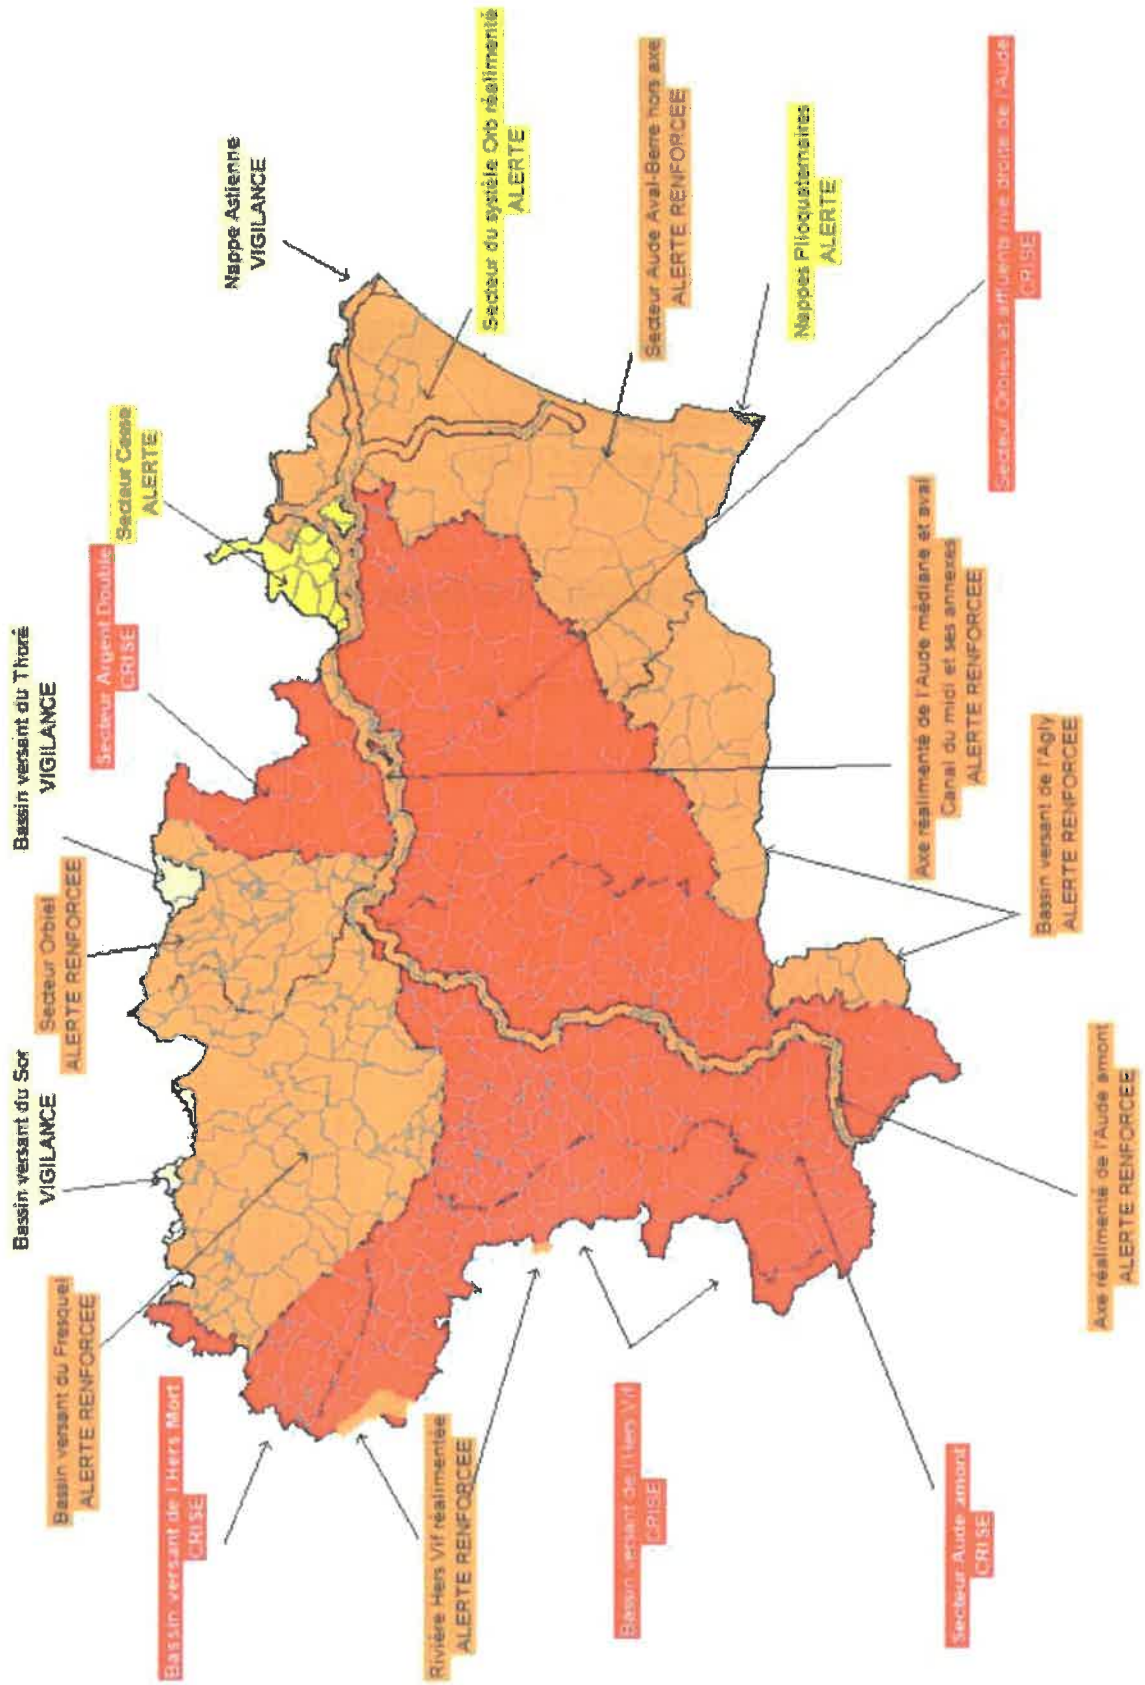 Bassin versant du Sor
VIGILANCE
Bassin versant du Thoré
VIGILANCE
Secteur Orbiel
ALERTE RENFORCEE
Bassin versant du Fresquel
ALERTE RENFORCEE
Secteur Argent Double
CRISE
Secteur Cesse
ALERTE
Nappe Astienne
VIGILANCE
Bassin versant de l'Hers Mort
CRISE
Secteur du systèle Orb réalimenté
ALERTE
Rivière Hers Vif réalimentée
ALERTE RENFORCEE
Secteur Aude Aval-Berre hors axe
ALERTE RENFORCEE
Bassin versant de l'Hers Vif
CRISE
Nappes Plioquaternaires
ALERTE
Axe réalimenté de l'Aude médiane et aval
Canal du midi et ses annexes
ALERTE RENFORCEE
Secteur Orbieu et affluents rive droite de l'Aude
CRISE
Secteur Aude amont
CRISE
Bassin versant de l'Agly
ALERTE RENFORCEE
Axe réalimenté de l'Aude amont
ALERTE RENFORCEE